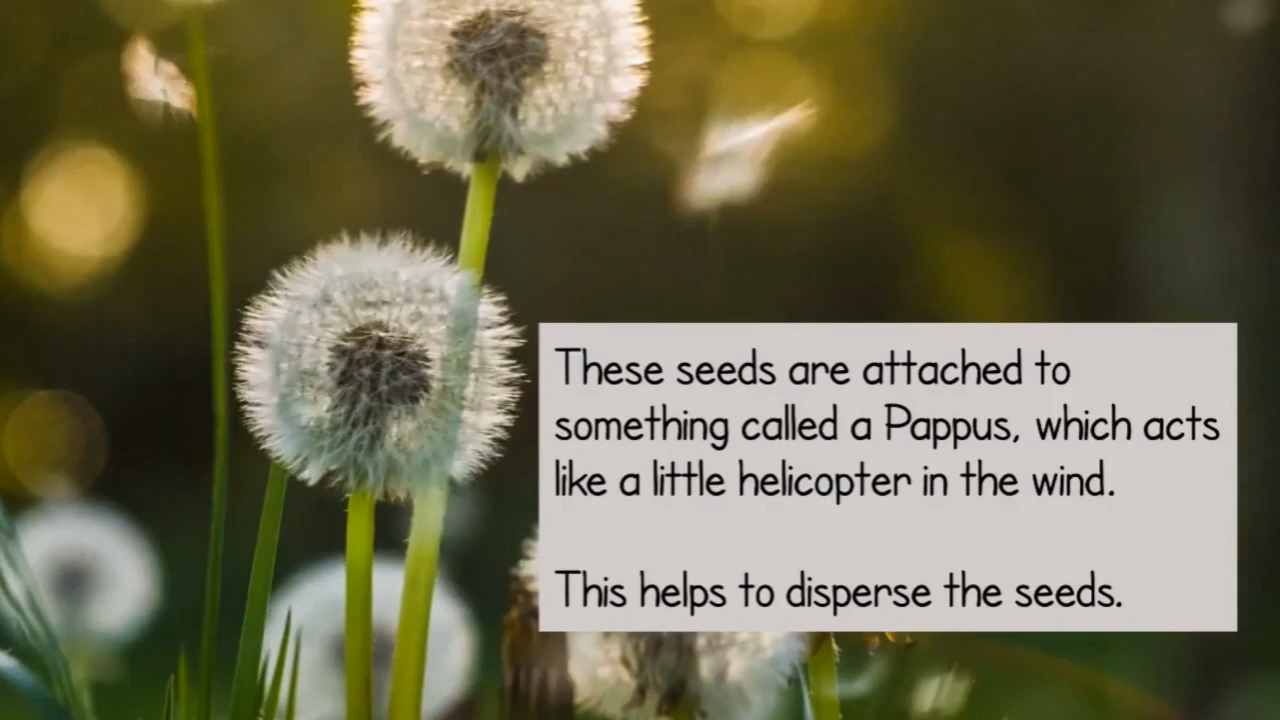 These seeds are attached to
something called a Pappus, which acts
like a little helicopter in the wind.
This helps to disperse the seeds.